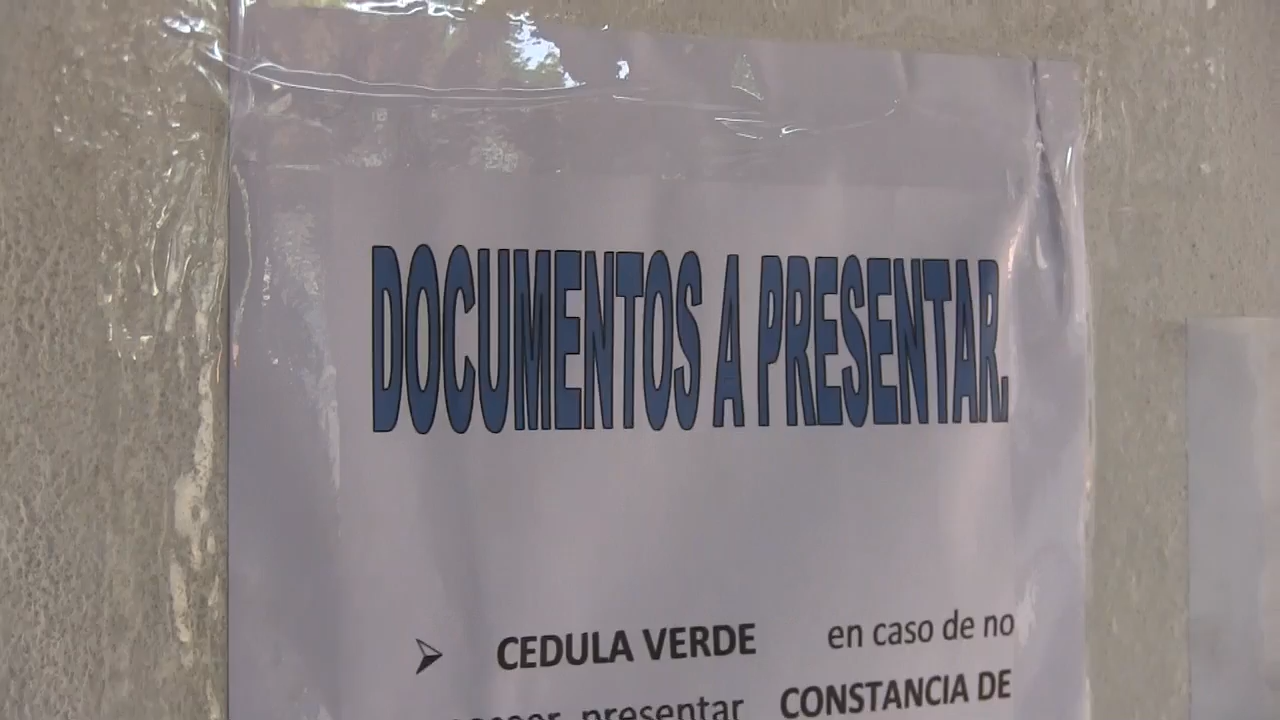 DOCUMENTOS A PRESENTAR.
➢ CEDULA VERDE en caso de no
presentar CONSTANCIA DE